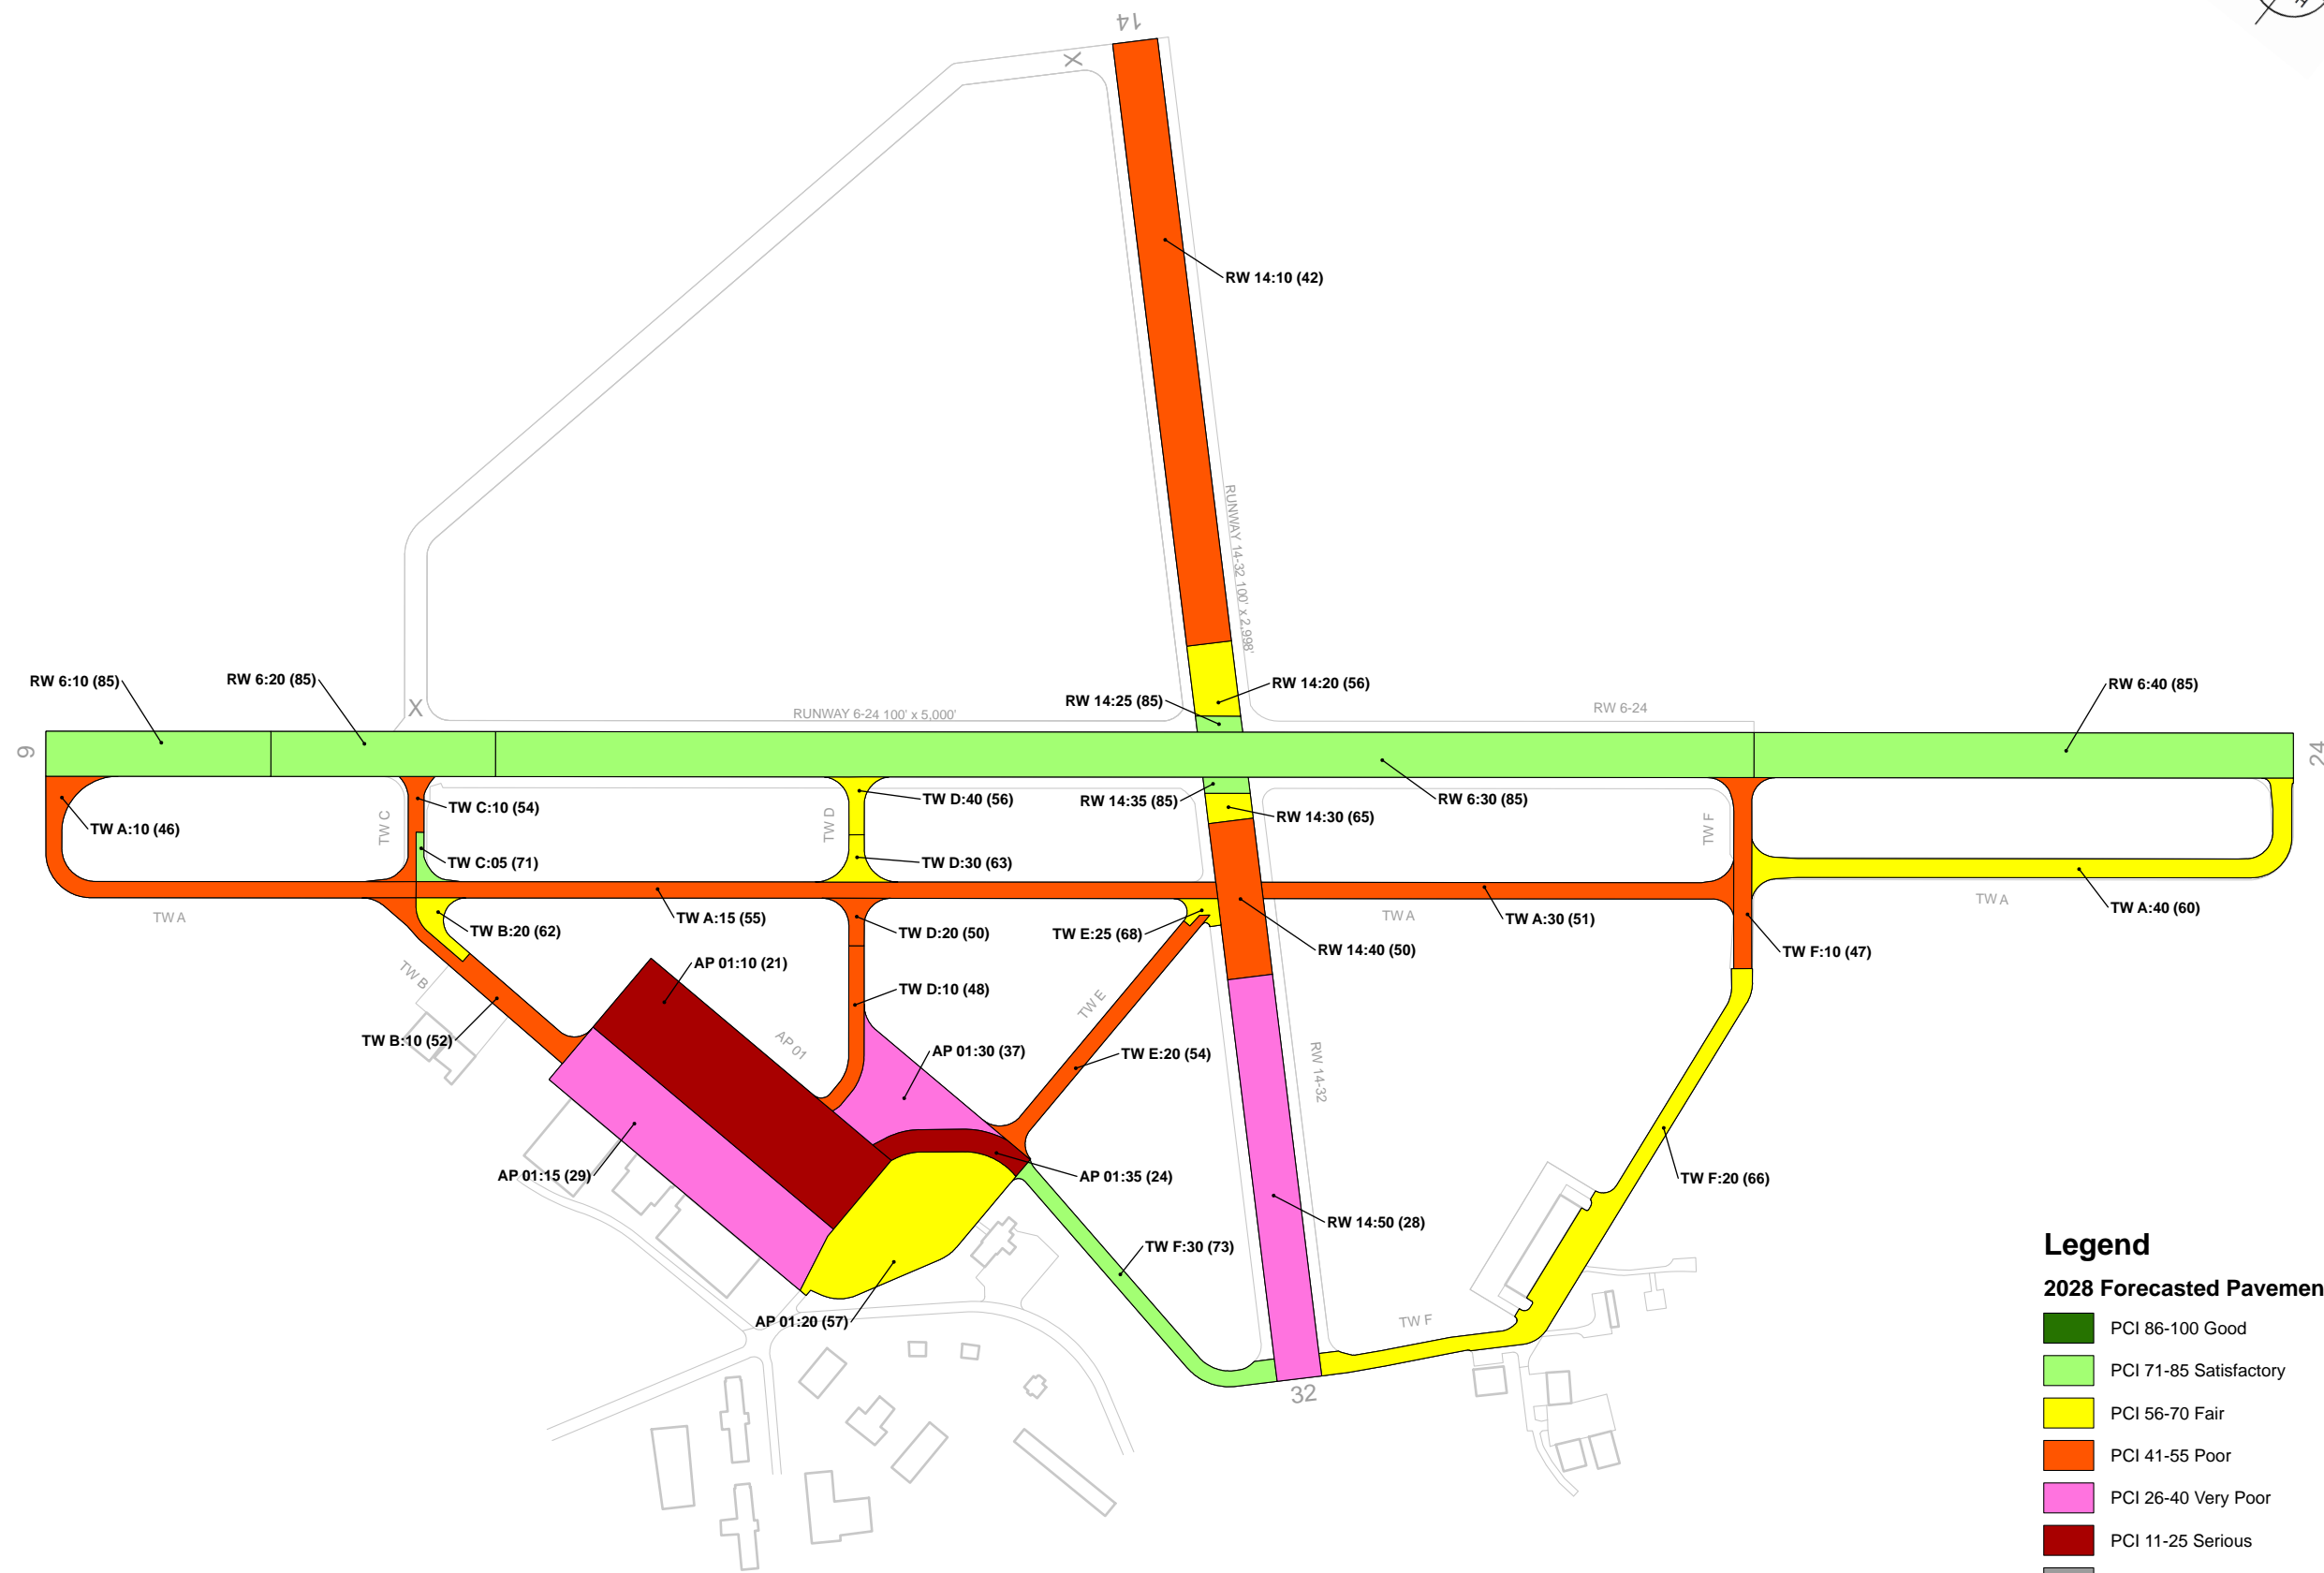 14
X
RW 14:10 (42)
RUNWAY 14-32 100' x 2,998'
RW 6:10 (85)
RW 6:20 (85)
X
RUNWAY 6-24 100' x 5,000'
RW 14:25 (85)
RW 14:20 (56)
RW 6-24
RW 6:40 (85)
6
24
TW A:10 (46)
TW C
TW C:10 (54)
TW C:05 (71)
TW D
TW D:40 (56)
TW D:30 (63)
RW 14:35 (85)
RW 14:30 (65)
RW 6:30 (85)
TW F
TW A
TW A:15 (55)
TW A
TW A:30 (51)
TW A
TW A:40 (60)
TW B:20 (62)
TW D:20 (50)
TW E:25 (68)
RW 14:40 (50)
TW F:10 (47)
TW B
AP 01:10 (21)
TW D:10 (48)
TW E
TW B:10 (52)
AP 01
AP 01:30 (37)
TW E:20 (54)
RW 14-32
AP 01:15 (29)
AP 01:35 (24)
TW F:20 (66)
RW 14:50 (28)
TW F:30 (73)
AP 01:20 (57)
TW F
32
Legend
2028 Forecasted Pavemen
PCI 86-100 Good
PCI 71-85 Satisfactory
PCI 56-70 Fair
PCI 41-55 Poor
PCI 26-40 Very Poor
PCI 11-25 Serious